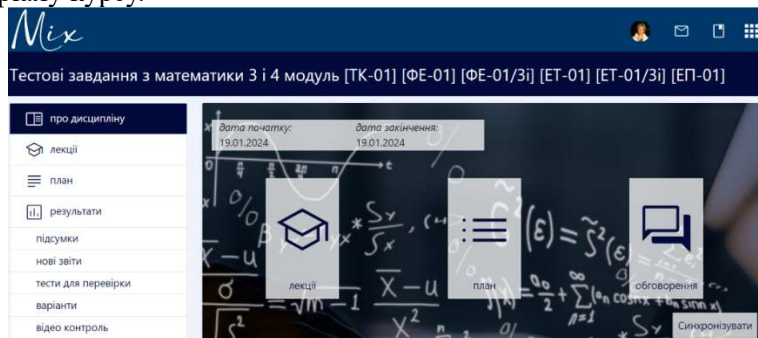 Mix
Тестові завдання з математики 3 і 4 модуль [ТК-01] [ФЕ-01] [ФЕ-01/3і] [ЕТ-01] [ЕТ-01/3і] [ЕП-01]
про дисципліну
лекції
план
результати
підсумки
нові звіти
тести для перевірки
варіанти
відео контроль
дата початку: дата закінчення:
19.01.2024 19.01.2024
лекції план обговорення
Синхронізувати